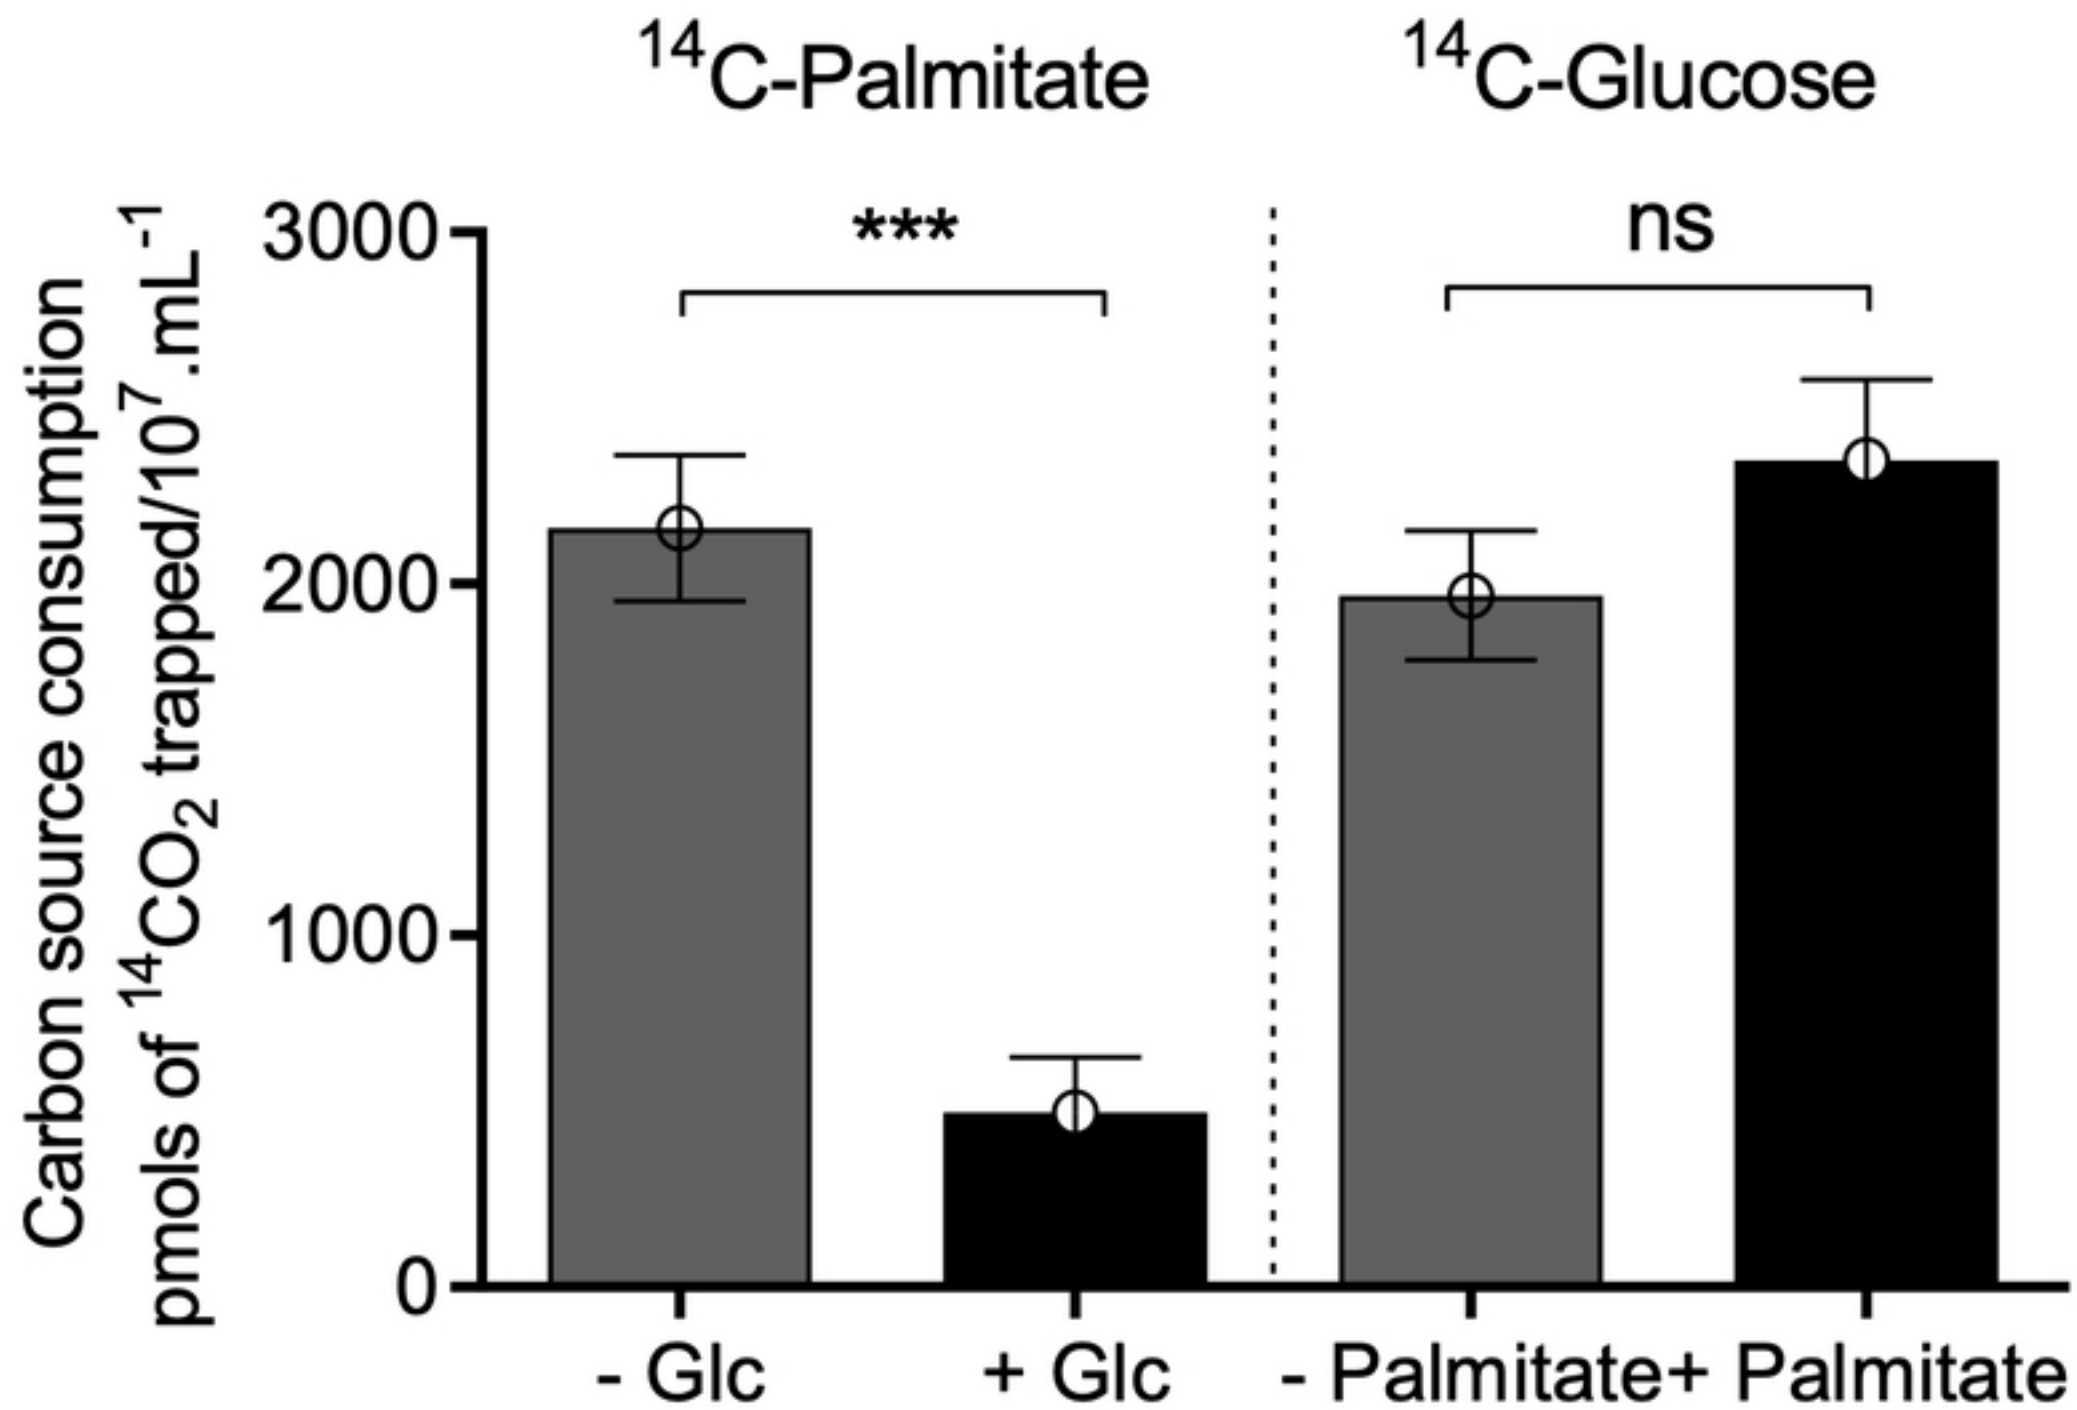 ¹⁴C-Palmitate ¹⁴C-Glucose
Carbon source consumption
pmols of ¹⁴CO₂ trapped/10⁷.mL⁻¹
3000
2000
1000
0
***
ns
- Glc
+ Glc
- Palmitate
+ Palmitate